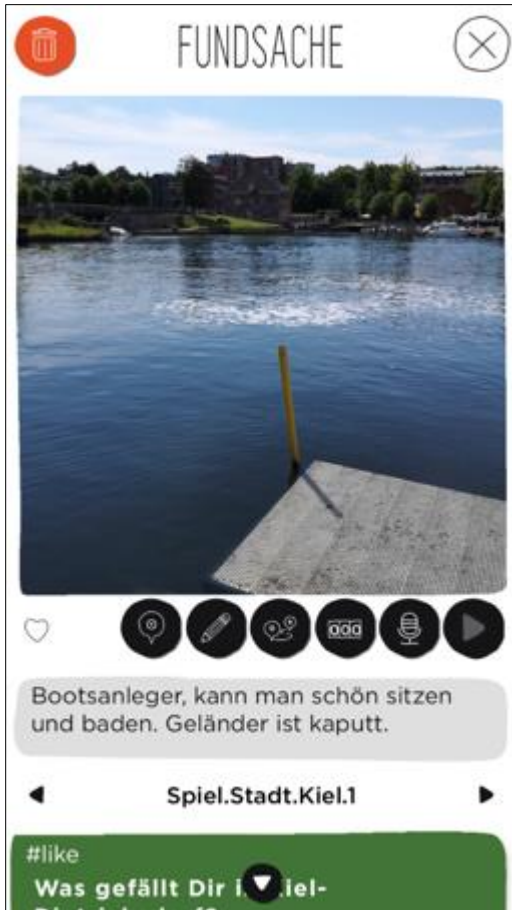 FUNDSACHE
Bootsanleger, kann man schön sitzen
und baden. Geländer ist kaputt.
Spiel.Stadt.Kiel.1
#like
Was gefällt Dir